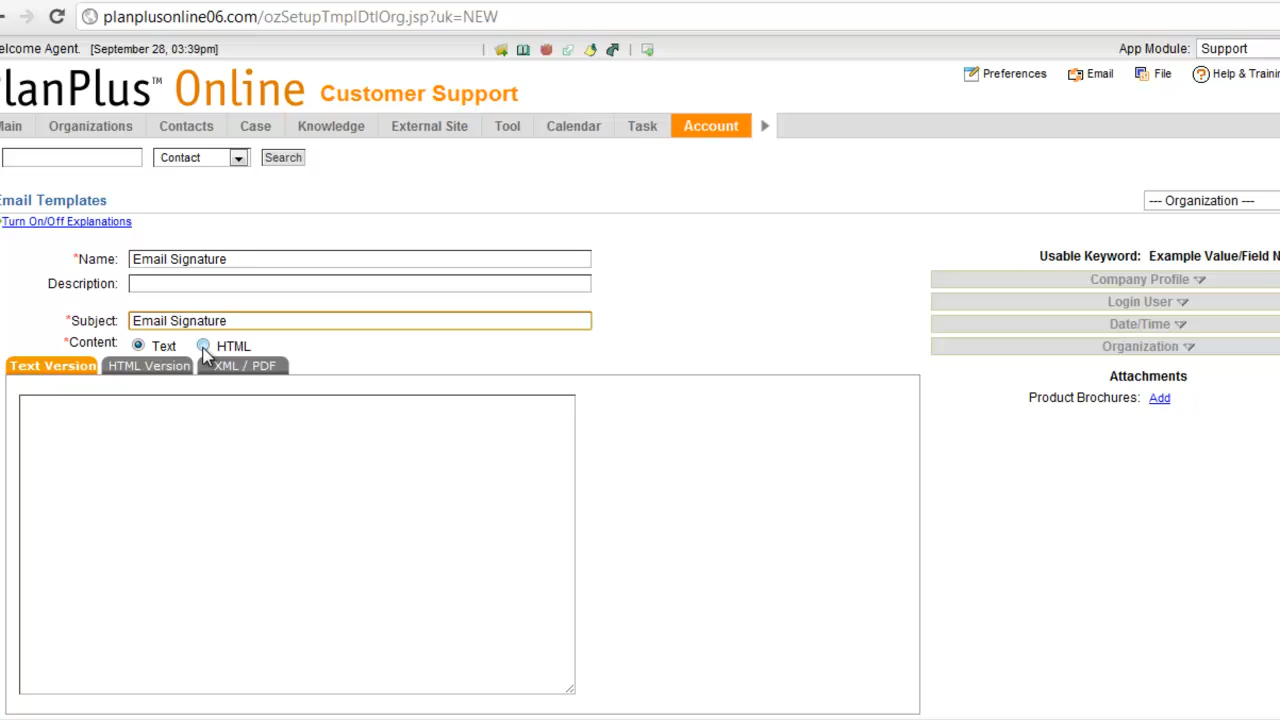 planplusonline06.com/ozSetupTmplDtlOrg.jsp?uk=NEW
elcome Agent. [September 28, 03:39pm]
App Module: Support
lanPlus™ Online Customer Support
Preferences Email File Help & Trainin
Main Organizations Contacts Case Knowledge External Site Tool Calendar Task Account
Contact Search
Email Templates
--- Organization ---
Turn On/Off Explanations
*Name: Email Signature
Usable Keyword: Example Value/Field N
Description:
Company Profile
Login User
*Subject: Email Signature
Date/Time
*Content: Text HTML
Organization
Text Version HTML Version XML / PDF
Attachments
Product Brochures: Add